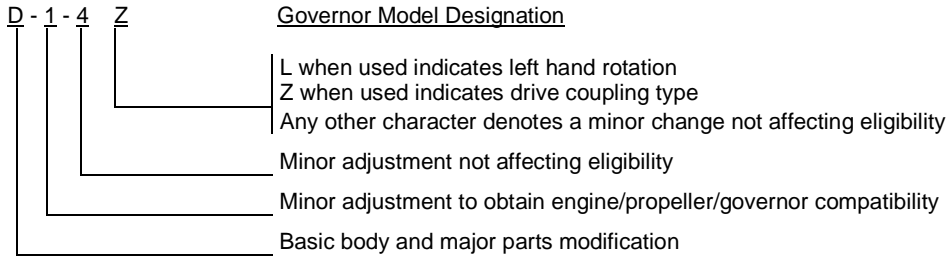 D - 1 - 4 Z Governor Model Designation
L when used indicates left hand rotation
Z when used indicates drive coupling type
Any other character denotes a minor change not affecting eligibility
Minor adjustment not affecting eligibility
Minor adjustment to obtain engine/propeller/governor compatibility
Basic body and major parts modification